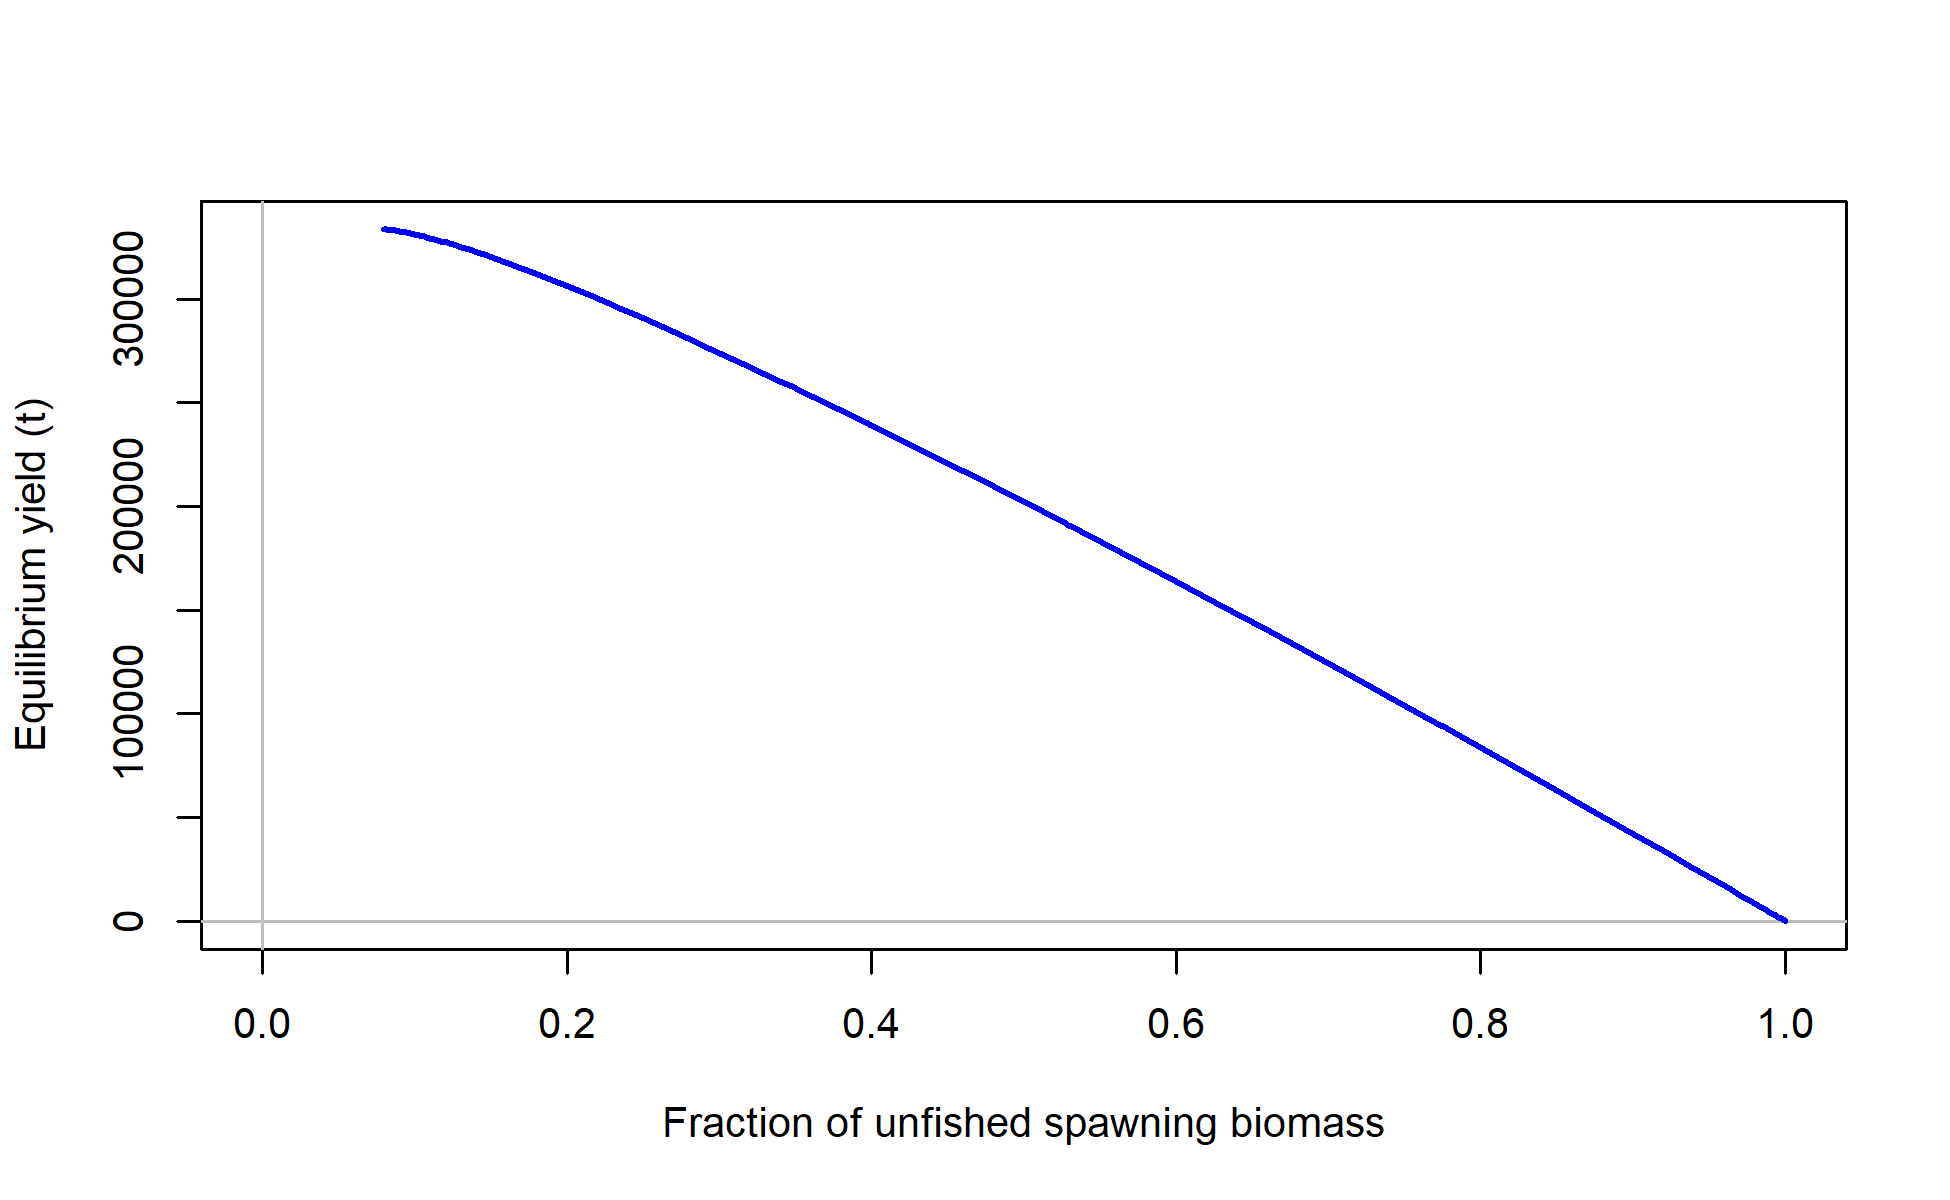 Equilibrium yield (t)
300000
200000
100000
0
0.0 0.2 0.4 0.6 0.8 1.0
Fraction of unfished spawning biomass